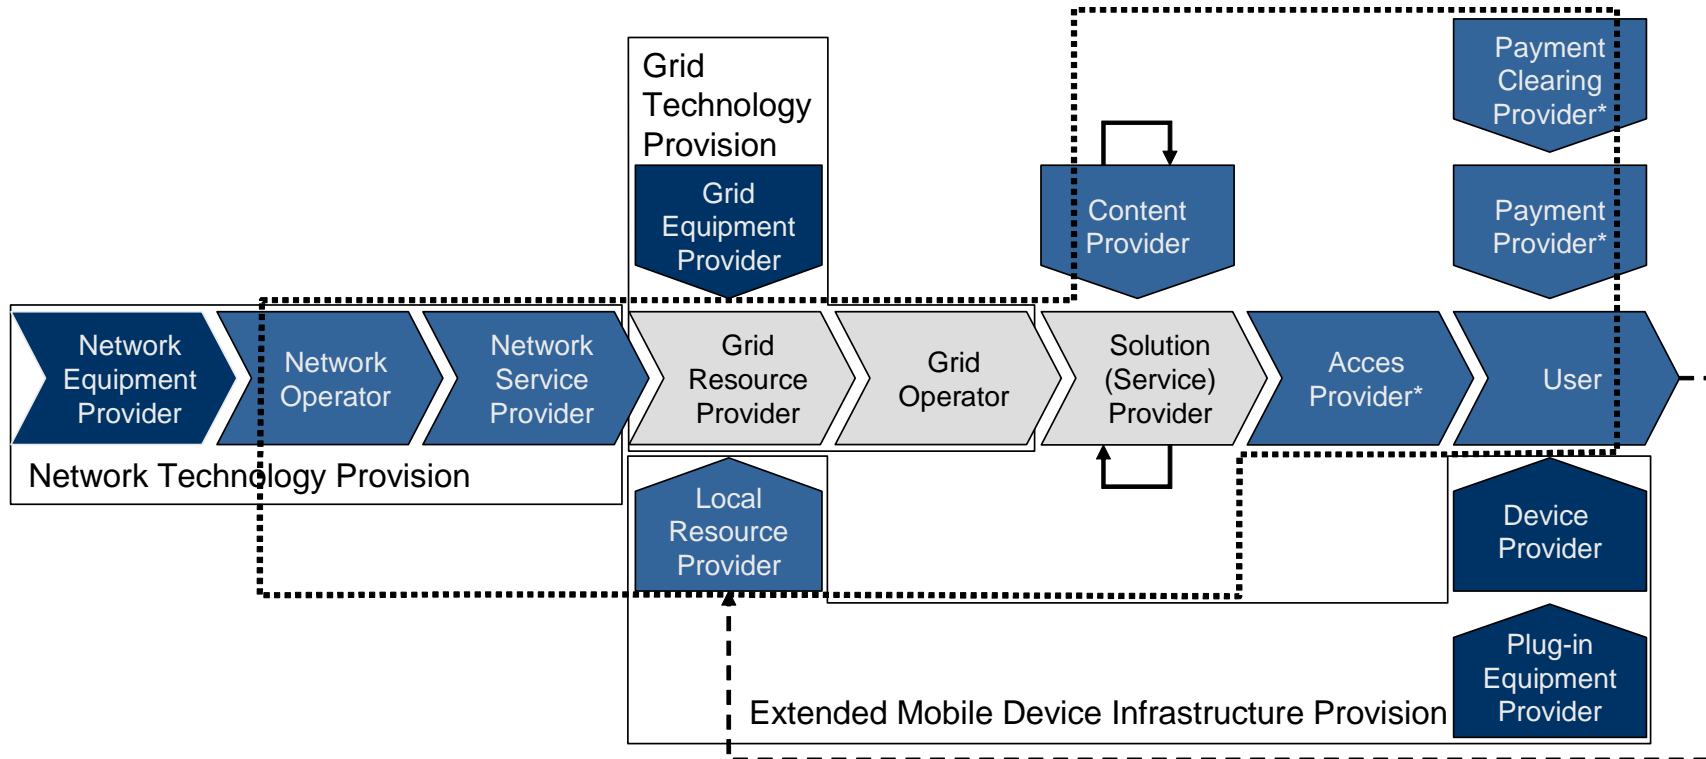 Grid
Technology
Provision
Payment
Clearing
Provider*
Grid
Equipment
Provider
Content
Provider
Payment
Provider*
Network
Equipment
Provider
Network
Operator
Network
Service
Provider
Grid
Resource
Provider
Grid
Operator
Solution
(Service)
Provider
Acces
Provider*
User
Network Technology Provision
Local
Resource
Provider
Device
Provider
Plug-in
Equipment
Provider
Extended Mobile Device Infrastructure Provision